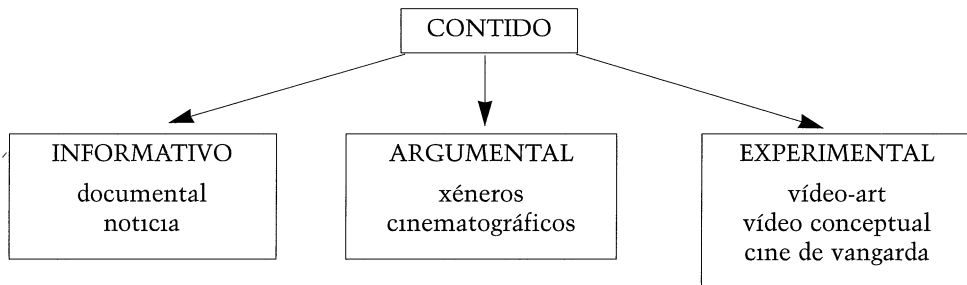 CONTIDO
INFORMATIVO
documental
noticia
ARGUMENTAL
xéneros
cinematográficos
EXPERIMENTAL
vídeo-art
vídeo conceptual
cine de vangarda